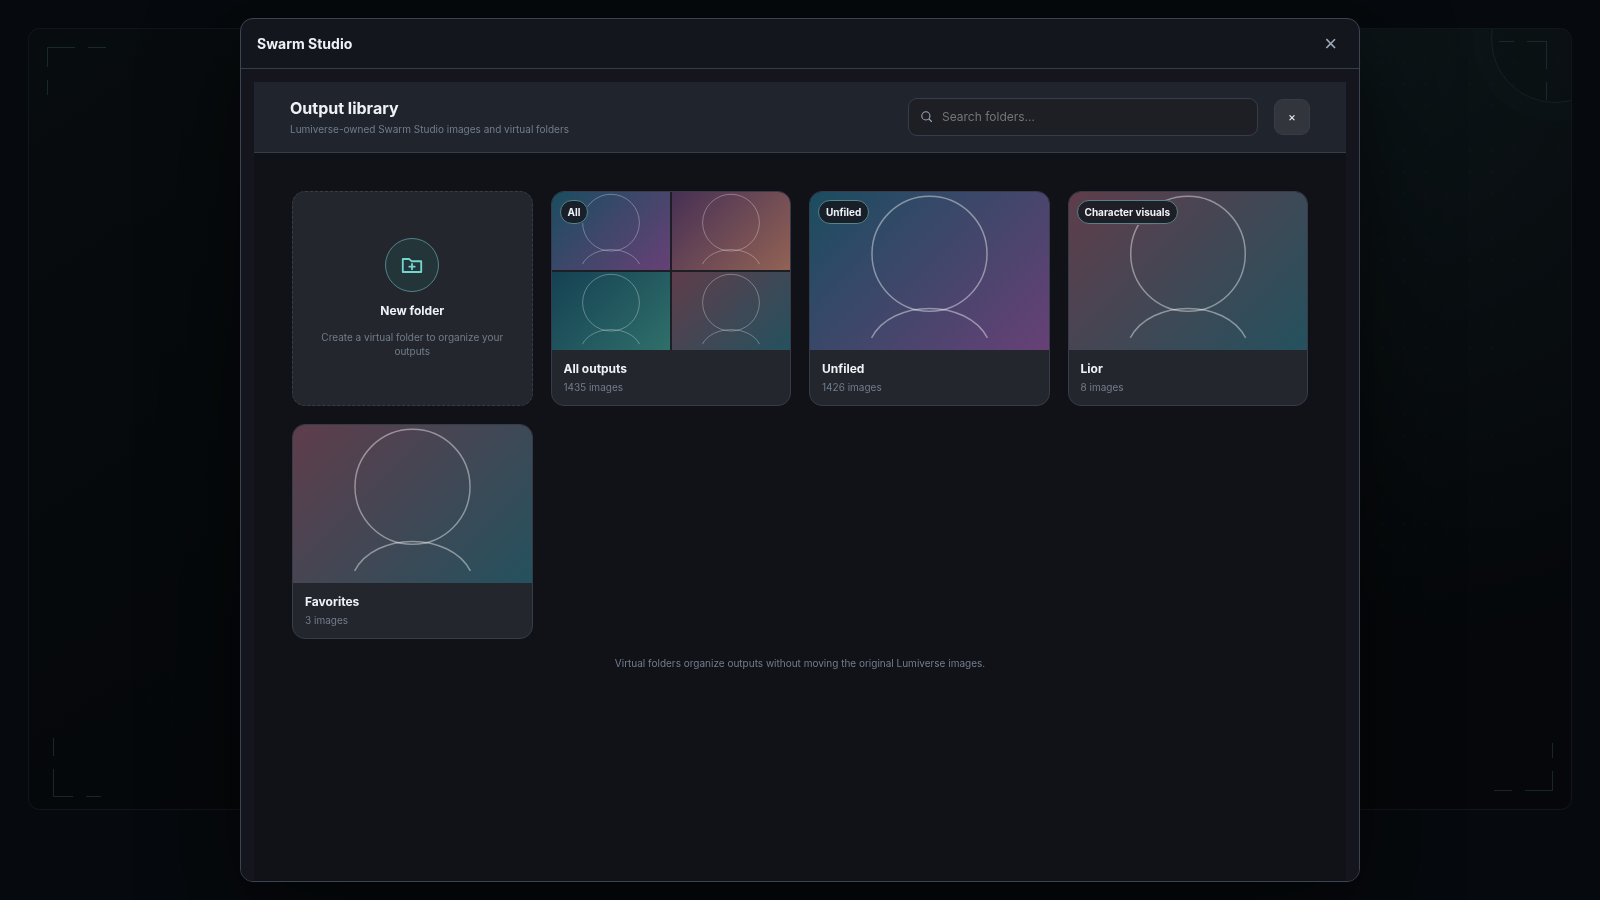 Swarm Studio
Output library
Lumiverse-owned Swarm Studio images and virtual folders
Search folders...
New folder
Create a virtual folder to organize your
outputs
All
All outputs
1435 images
Unfiled
Unfiled
1426 images
Character visuals
Lior
8 images
Favorites
3 images
Virtual folders organize outputs without moving the original Lumiverse images.